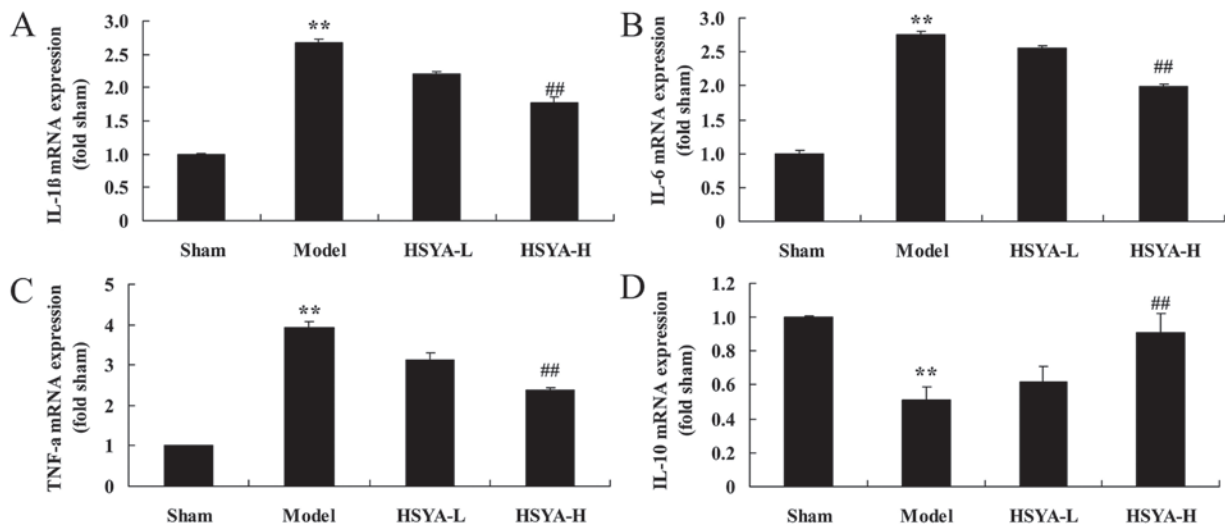 A
IL-1ß mRNA expression
(fold sham)
3.0
2.5
2.0
1.5
1.0
0.5
0
**
##
Sham Model HSYA-L HSYA-H
B
IL-6 mRNA expression
(fold sham)
3.0
2.5
2.0
1.5
1.0
0.5
0
**
##
Sham Model HSYA-L HSYA-H
C
TNF-a mRNA expression
(fold sham)
5
4
3
2
1
0
**
##
Sham Model HSYA-L HSYA-H
D
IL-10 mRNA expression
(fold sham)
1.2
1.0
0.8
0.6
0.4
0.2
0.0
**
##
Sham Model HSYA-L HSYA-H